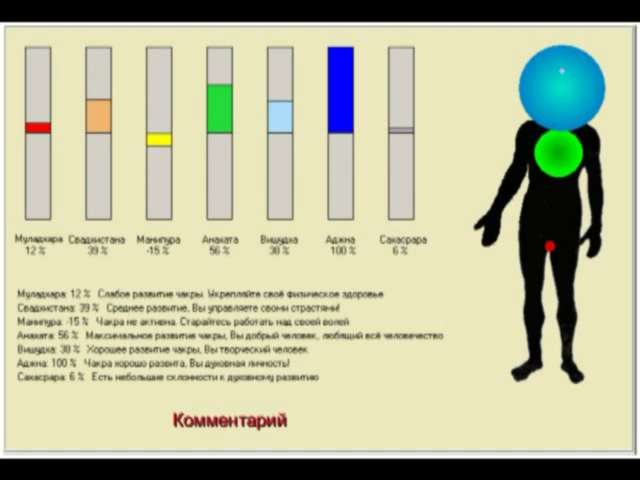 Муладхара Свадхистана Манипура Анахата Вишудха Аджна Сахасрара
12 % 39 % -15 % 56 % 38 % 100 % 6 %
Муладхара: 12 % Слабое развитие чакры. Укрепляйте своё физическое здоровье
Свадхистана: 39 % Среднее развитие, Вы управляете своми страстями!
Манипура: -15 % Чакра не активна. Старайтесь работать над своей волей
Анахата: 56 % Максимальное развитие чакры, Вы добрый человек, любящий всё человечество
Вишудха: 38 % Хорошее развитие чакры, Вы творческий человек.
Аджна: 100 % Чакра хорошо развита, Вы духовная личность!
Сахасрара: 6 % Есть небольшие склонности к духовному развитию
Комментарий